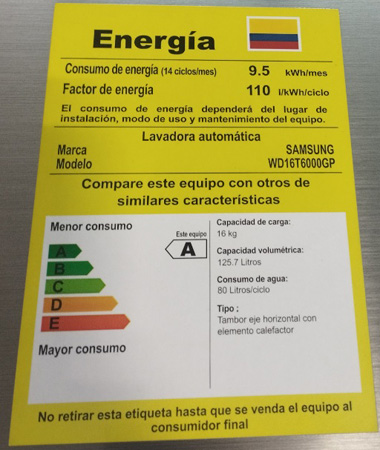 Energía
Consumo de energía (14 ciclos/mes) 9.5 kWh/mes
Factor de energía 110 l/kWh/ciclo
El consumo de energía dependerá del lugar de
instalación, modo de uso y mantenimiento del equipo.
Lavadora automática
Marca SAMSUNG
Modelo WD16T6000GP
Compare este equipo con otros de
similares características
Menor consumo
Este equipo
A
A
B
C
D
E
Mayor consumo
Capacidad de carga:
16 kg
Capacidad volumétrica:
125.7 Litros
Consumo de agua:
80 Litros/ciclo
Tipo :
Tambor eje horizontal con
elemento calefactor
No retirar esta etiqueta hasta que se venda el equipo al
consumidor final